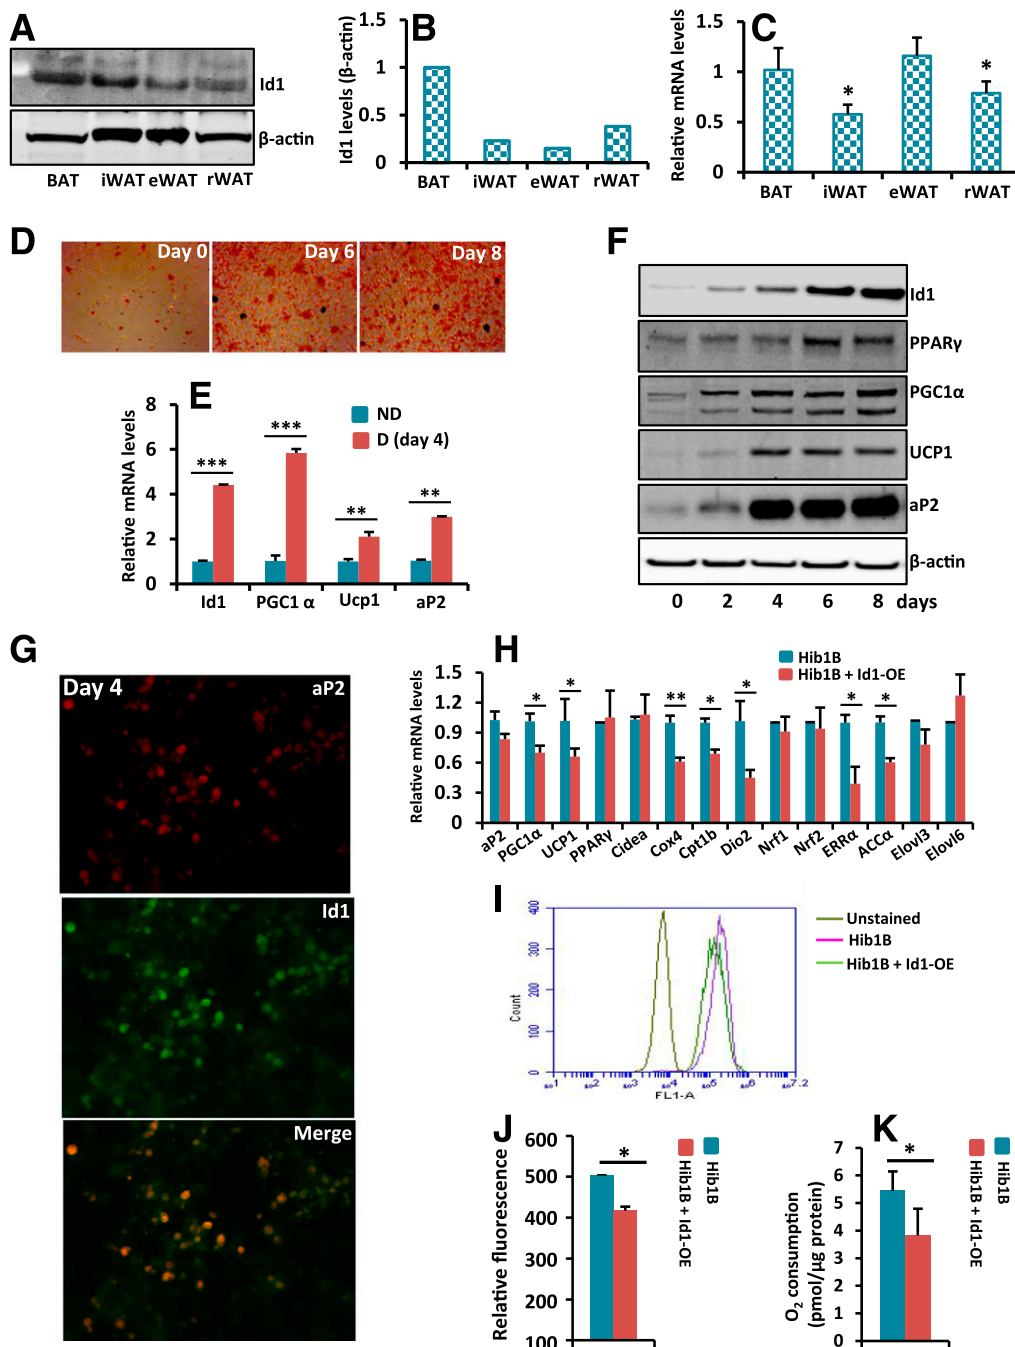 A
Id1
β-actin
BAT iWAT eWAT rWAT
B
Id1 levels (β-actin)
1.5
1
0.5
0
BAT iWAT eWAT rWAT
C
Relative mRNA levels
1.5
1
0.5
0
* *
BAT iWAT eWAT rWAT
D
Day 0 Day 6 Day 8
E
Relative mRNA levels
8
6
4
2
0
ND
D (day 4)
*** *** ** **
Id1 PGC1 α Ucp1 aP2
F
Id1
PPARγ
PGC1α
UCP1
aP2
β-actin
0 2 4 6 8 days
G
Day 4 aP2
Id1
Merge
H
Relative mRNA levels
1.5
1.2
0.9
0.6
0.3
0
Hib1B
Hib1B + Id1-OE
* * ** * * * *
aP2 PGC1α UCP1 PPARγ Cidea Cox4 Cpt1b Dio2 Nrf1 Nrf2 ERRα ACCα Elovl3 Elovl6
I
Count
400
300
200
100
0
FL1-A
Unstained
Hib1B
Hib1B + Id1-OE
J
Relative fluorescence
600
500
400
300
200
100
*
Hib1B + Id1-OE
Hib1B
K
O2 consumption
(pmol/µg protein)
7
6
5
4
3
2
1
0
*
Hib1B + Id1-OE
Hib1B